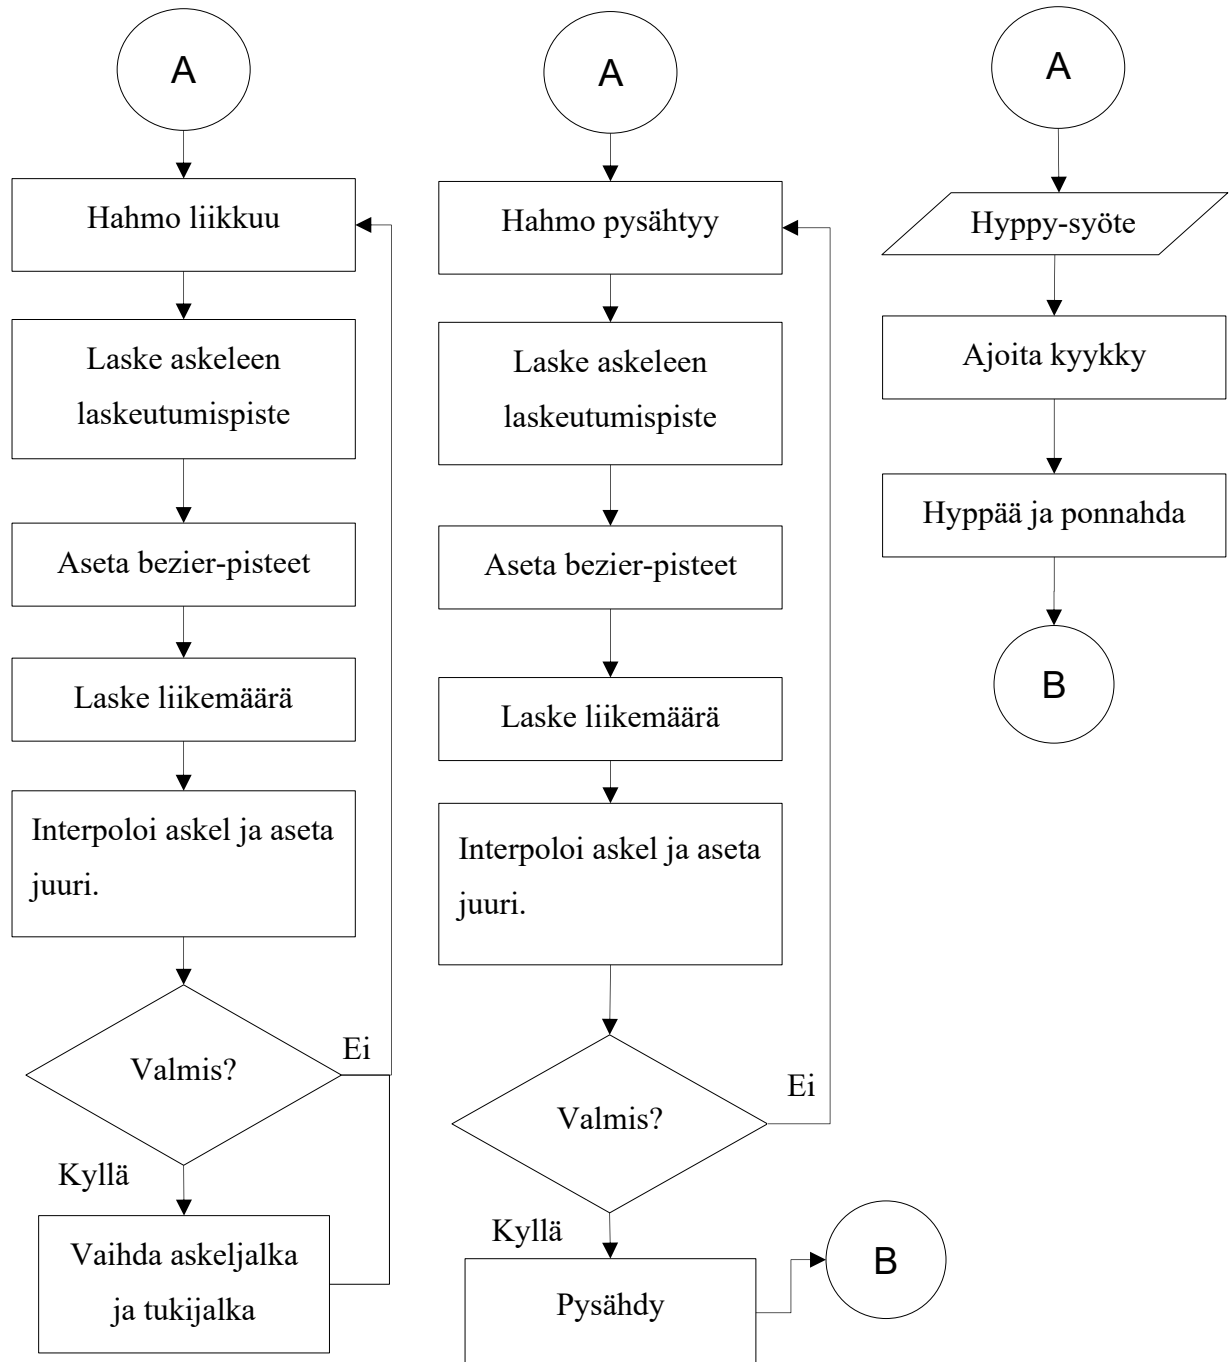 A
Hahmo liikkuu
Laske askeleen
laskeutumispiste
Aseta bezier-pisteet
Laske liikemäärä
Interpoloi askel ja aseta
juuri.
Valmis?
Ei
Kyllä
Vaihda askeljalka
ja tukijalka
A
Hahmo pysähtyy
Laske askeleen
laskeutumispiste
Aseta bezier-pisteet
Laske liikemäärä
Interpoloi askel ja aseta
juuri.
Valmis?
Ei
Kyllä
Pysähdy
B
A
Hyppy-syöte
Ajoita kyykky
Hyppää ja ponnahda
B